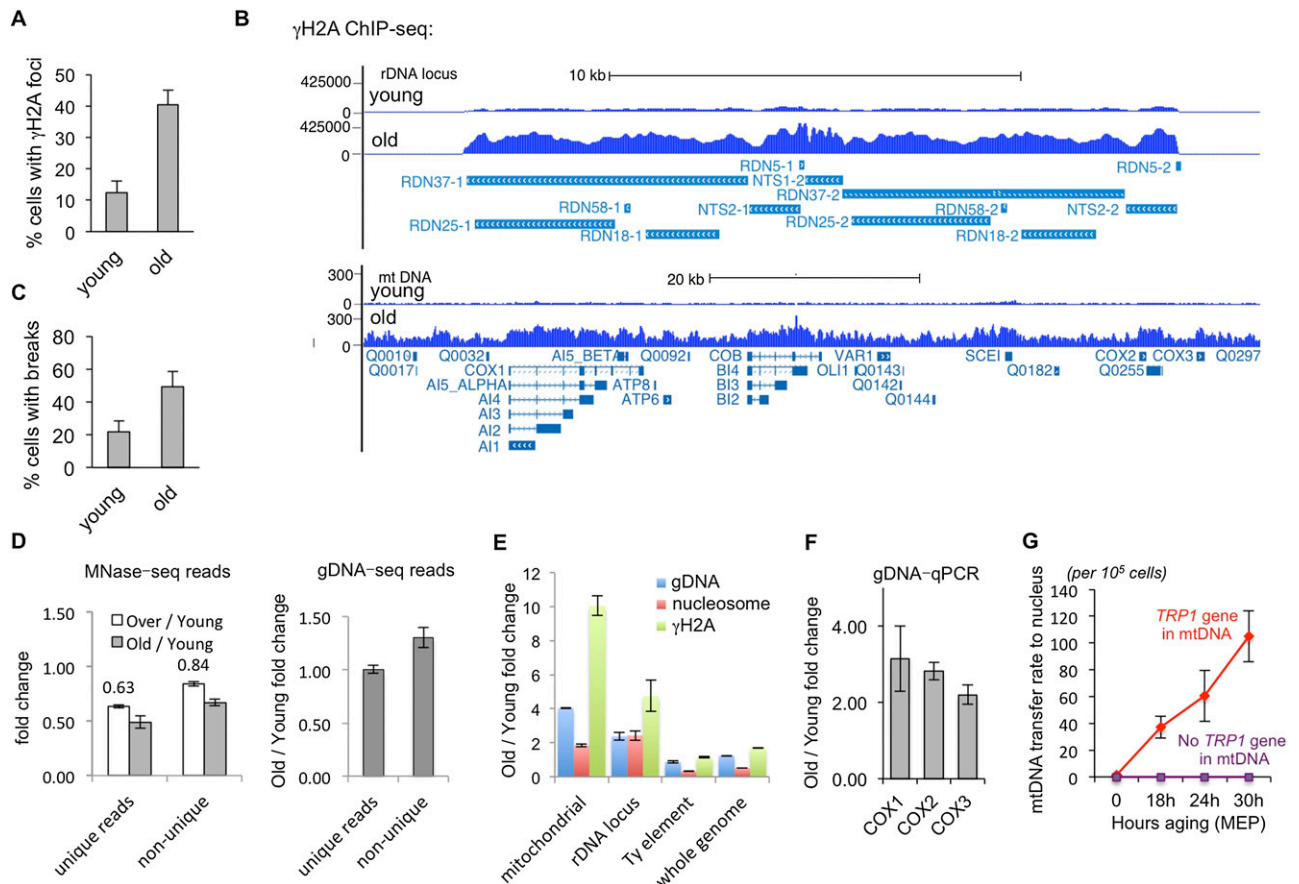 A
% cells with γH2A foci
50
40
30
20
10
0
young
old
B
γH2A ChIP-seq:
425000
rDNA locus
10 kb
young
0
425000
old
0
RDN5-1
RDN5-2
RDN37-1
NTS1-2
RDN37-2
RDN58-1
NTS2-1
RDN58-2
NTS2-2
RDN25-1
RDN25-2
RDN18-1
RDN18-2
300
mt DNA
20 kb
young
0
300
old
0
Q0010
Q0032
AI5_BETA
Q0092
COB
VAR1
SCEI
COX2
COX3
Q0297
Q0017
COX1
BI4
OLI1
Q0143
Q0182
Q0255
AI5_ALPHA
ATP8
BI3
Q0142
AI4
ATP6
BI2
Q0144
AI3
AI2
AI1
C
% cells with breaks
80
60
40
20
0
young
old
D
MNase-seq reads
fold change
1.50
1.00
0.50
0.00
Over / Young
Old / Young
0.63
0.84
unique reads
non-unique
gDNA-seq reads
Old / Young fold change
1.50
1.00
0.50
0.00
unique reads
non-unique
E
Old / Young fold change
12
10
8
6
4
2
0
gDNA
nucleosome
γH2A
mitochondrial
rDNA locus
Ty element
whole genome
F
gDNA-qPCR
Old / Young fold change
4.00
2.00
0.00
COX1
COX2
COX3
G
(per 10⁵ cells)
mtDNA transfer rate to nucleus
140
120
100
80
60
40
20
0
TRP1 gene
in mtDNA
No TRP1 gene
in mtDNA
0
18h
24h
30h
Hours aging (MEP)